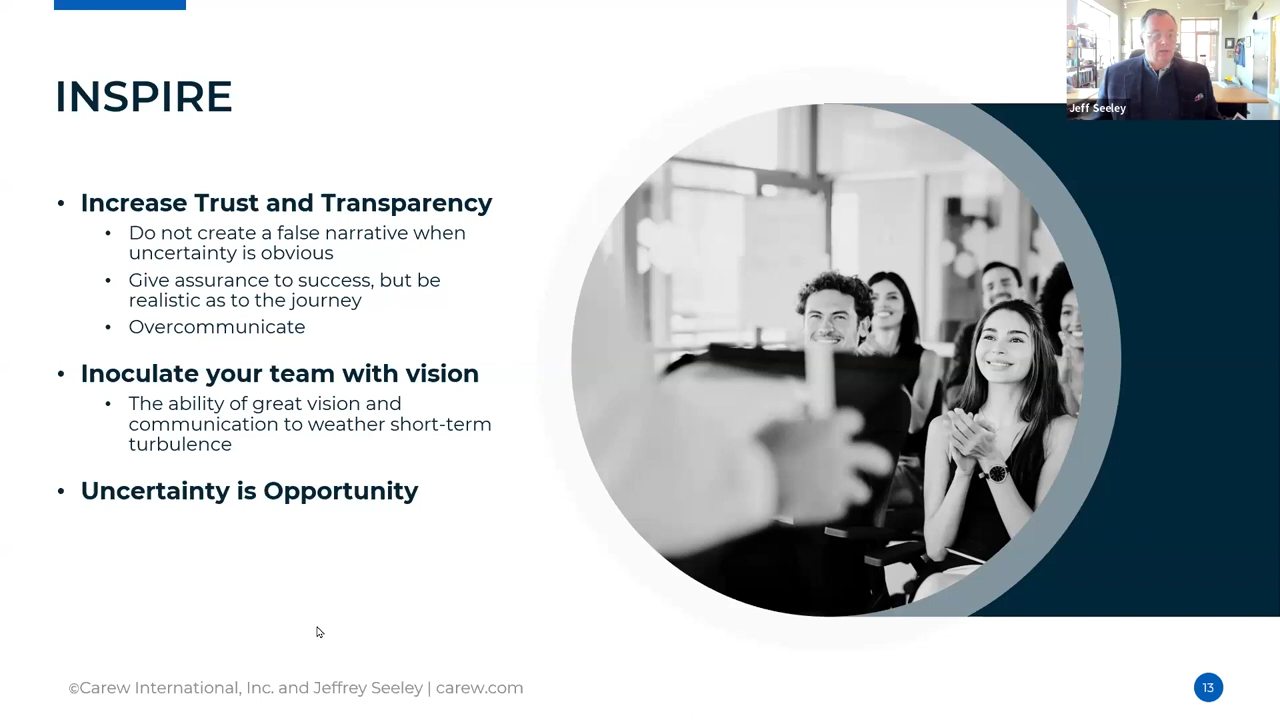 INSPIRE
Jeff Seeley
• Increase Trust and Transparency
• Do not create a false narrative when
uncertainty is obvious
• Give assurance to success, but be
realistic as to the journey
• Overcommunicate
• Inoculate your team with vision
• The ability of great vision and
communication to weather short-term
turbulence
• Uncertainty is Opportunity
©Carew International, Inc. and Jeffrey Seeley | carew.com
13